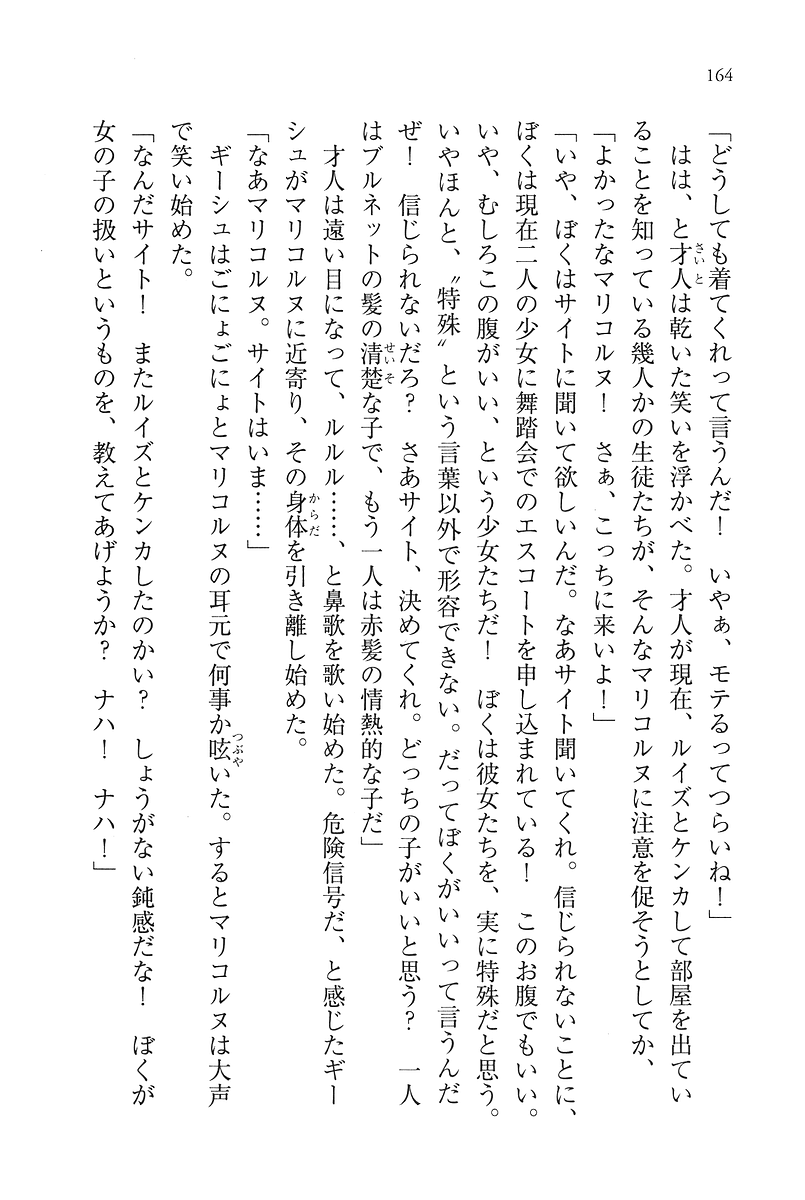 164
「どうしても着てくれって言うんだ！　いやぁ、モテるってつらいね！」
　はは、と才人は乾いた笑いを浮かべた。才人が現在、ルイズとケンカして部屋を出てい
ることを知っている幾人かの生徒たちが、そんなマリコルヌに注意を促そうとしてか、
「よかったなマリコルヌ！　さぁ、こっちに来いよ！」
「いや、ぼくはサイトに聞いて欲しいんだ。なあサイト聞いてくれ。信じられないことに、
ぼくは現在二人の少女に舞踏会でのエスコートを申し込まれている！　このお腹でもいい。
いや、むしろこの腹がいい、という少女たちだ！　ぼくは彼女たちを、実に特殊だと思う。
いやほんと、〝特殊〟という言葉以外で形容できない。だってぼくがいいって言うんだ
ぜ！　信じられないだろ？　さあサイト、決めてくれ。どっちの子がいいと思う？　一人
はブルネットの髪の清楚な子で、もう一人は赤髪の情熱的な子だ」
　才人は遠い目になって、ルルル……、と鼻歌を歌い始めた。危険信号だ、と感じたギー
シュがマリコルヌに近寄り、その身体を引き離し始めた。
「なあマリコルヌ。サイトはいま……」
　ギーシュはごにょごにょとマリコルヌの耳元で何事か呟いた。するとマリコルヌは大声
で笑い始めた。
「なんだサイト！　またルイズとケンカしたのかい？　しょうがない鈍感だな！　ぼくが
女の子の扱いというものを、教えてあげようか？　ナハ！　ナハ！」
さいと
せいそ
からだ
つぶや